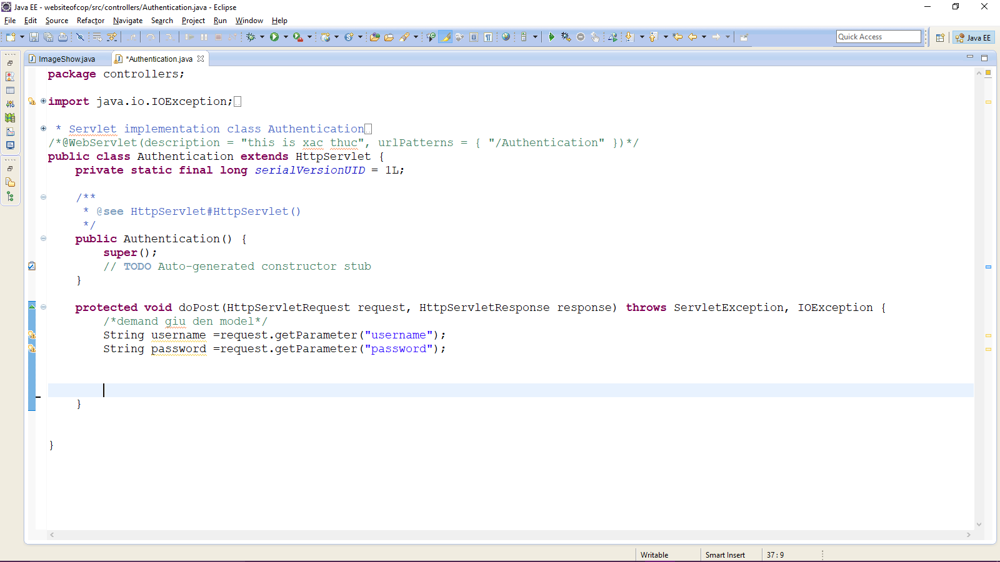 Java EE - websiteofcop/src/controllers/Authentication.java - Eclipse
File Edit Source Refactor Navigate Search Project Run Window Help
Quick Access
Java EE
ImageShow.java
*Authentication.java
package controllers;
import java.io.IOException;
* Servlet implementation class Authentication
/*@WebServlet(description = "this is xac thuc", urlPatterns = { "/Authentication" })*/
public class Authentication extends HttpServlet {
private static final long serialVersionUID = 1L;
/**
* @see HttpServlet#HttpServlet()
*/
public Authentication() {
super();
// TODO Auto-generated constructor stub
}
protected void doPost(HttpServletRequest request, HttpServletResponse response) throws ServletException, IOException {
/*demand giu den model*/
String username =request.getParameter("username");
String password =request.getParameter("password");
}
}
Writable
Smart Insert
37 : 9